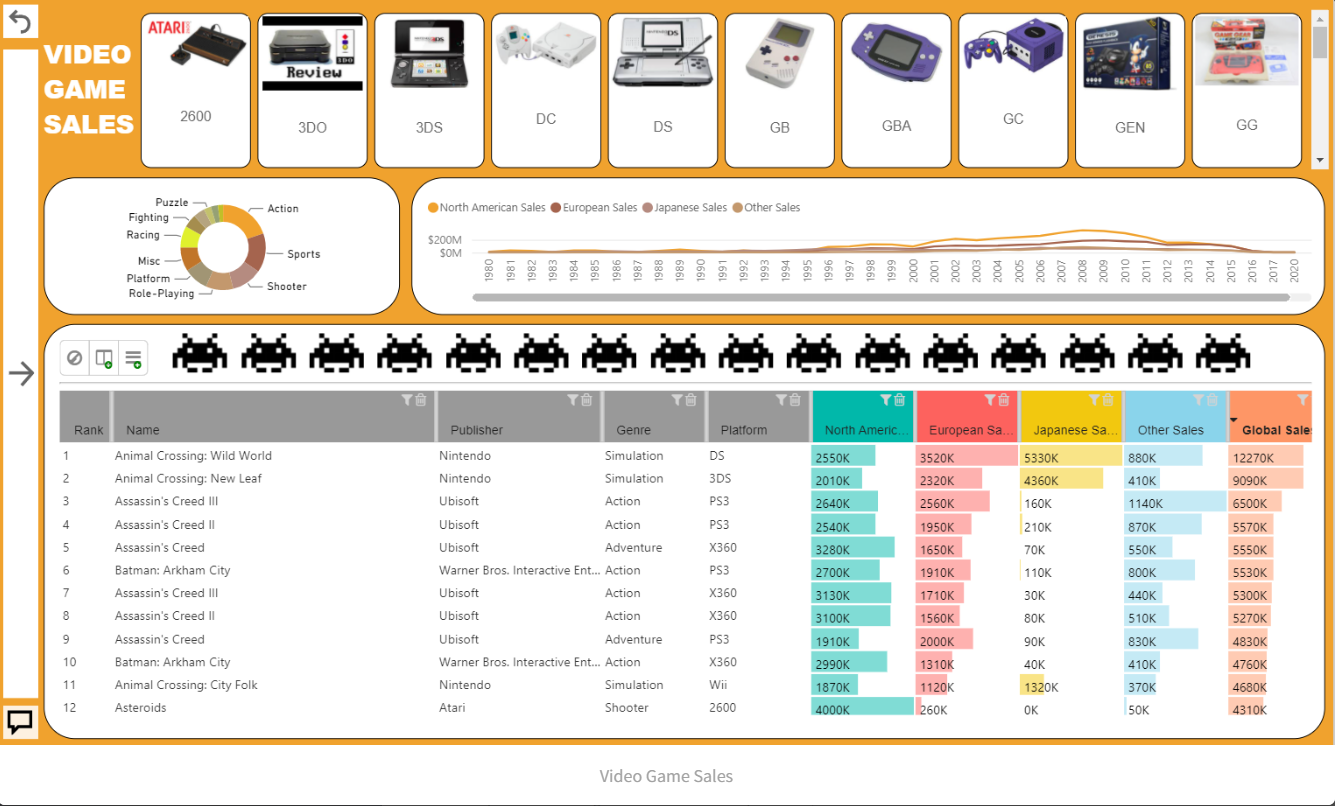 VIDEO
GAME
SALES
ATARI
2600
Review
3DO
3DS
DC
DS
GB
GBA
GC
GENESIS
GEN
GAME GEAR
GG
Puzzle
Action
Fighting
Racing
Sports
Misc
Platform
Shooter
Role-Playing
North American Sales European Sales Japanese Sales Other Sales
$200M
$0M
1980 1981 1982 1983 1984 1985 1986 1987 1988 1989 1990 1991 1992 1993 1994 1995 1996 1997 1998 1999 2000 2001 2002 2003 2004 2005 2006 2007 2008 2009 2010 2011 2012 2013 2014 2015 2016 2017 2020
Rank Name Publisher Genre Platform North Americ... European Sa... Japanese Sa... Other Sales Global Sale
1 Animal Crossing: Wild World Nintendo Simulation DS 2550K 3520K 5330K 880K 12270K
2 Animal Crossing: New Leaf Nintendo Simulation 3DS 2010K 2320K 4360K 410K 9090K
3 Assassin's Creed III Ubisoft Action PS3 2640K 2560K 160K 1140K 6500K
4 Assassin's Creed II Ubisoft Action PS3 2540K 1950K 210K 870K 5570K
5 Assassin's Creed Ubisoft Adventure X360 3280K 1650K 70K 550K 5550K
6 Batman: Arkham City Warner Bros. Interactive Ent... Action PS3 2700K 1910K 110K 800K 5530K
7 Assassin's Creed III Ubisoft Action X360 3130K 1710K 30K 440K 5300K
8 Assassin's Creed II Ubisoft Action X360 3100K 1560K 80K 510K 5270K
9 Assassin's Creed Ubisoft Adventure PS3 1910K 2000K 90K 830K 4830K
10 Batman: Arkham City Warner Bros. Interactive Ent... Action X360 2990K 1310K 40K 410K 4760K
11 Animal Crossing: City Folk Nintendo Simulation Wii 1870K 1120K 1320K 370K 4680K
12 Asteroids Atari Shooter 2600 4000K 260K 0K 50K 4310K
Video Game Sales